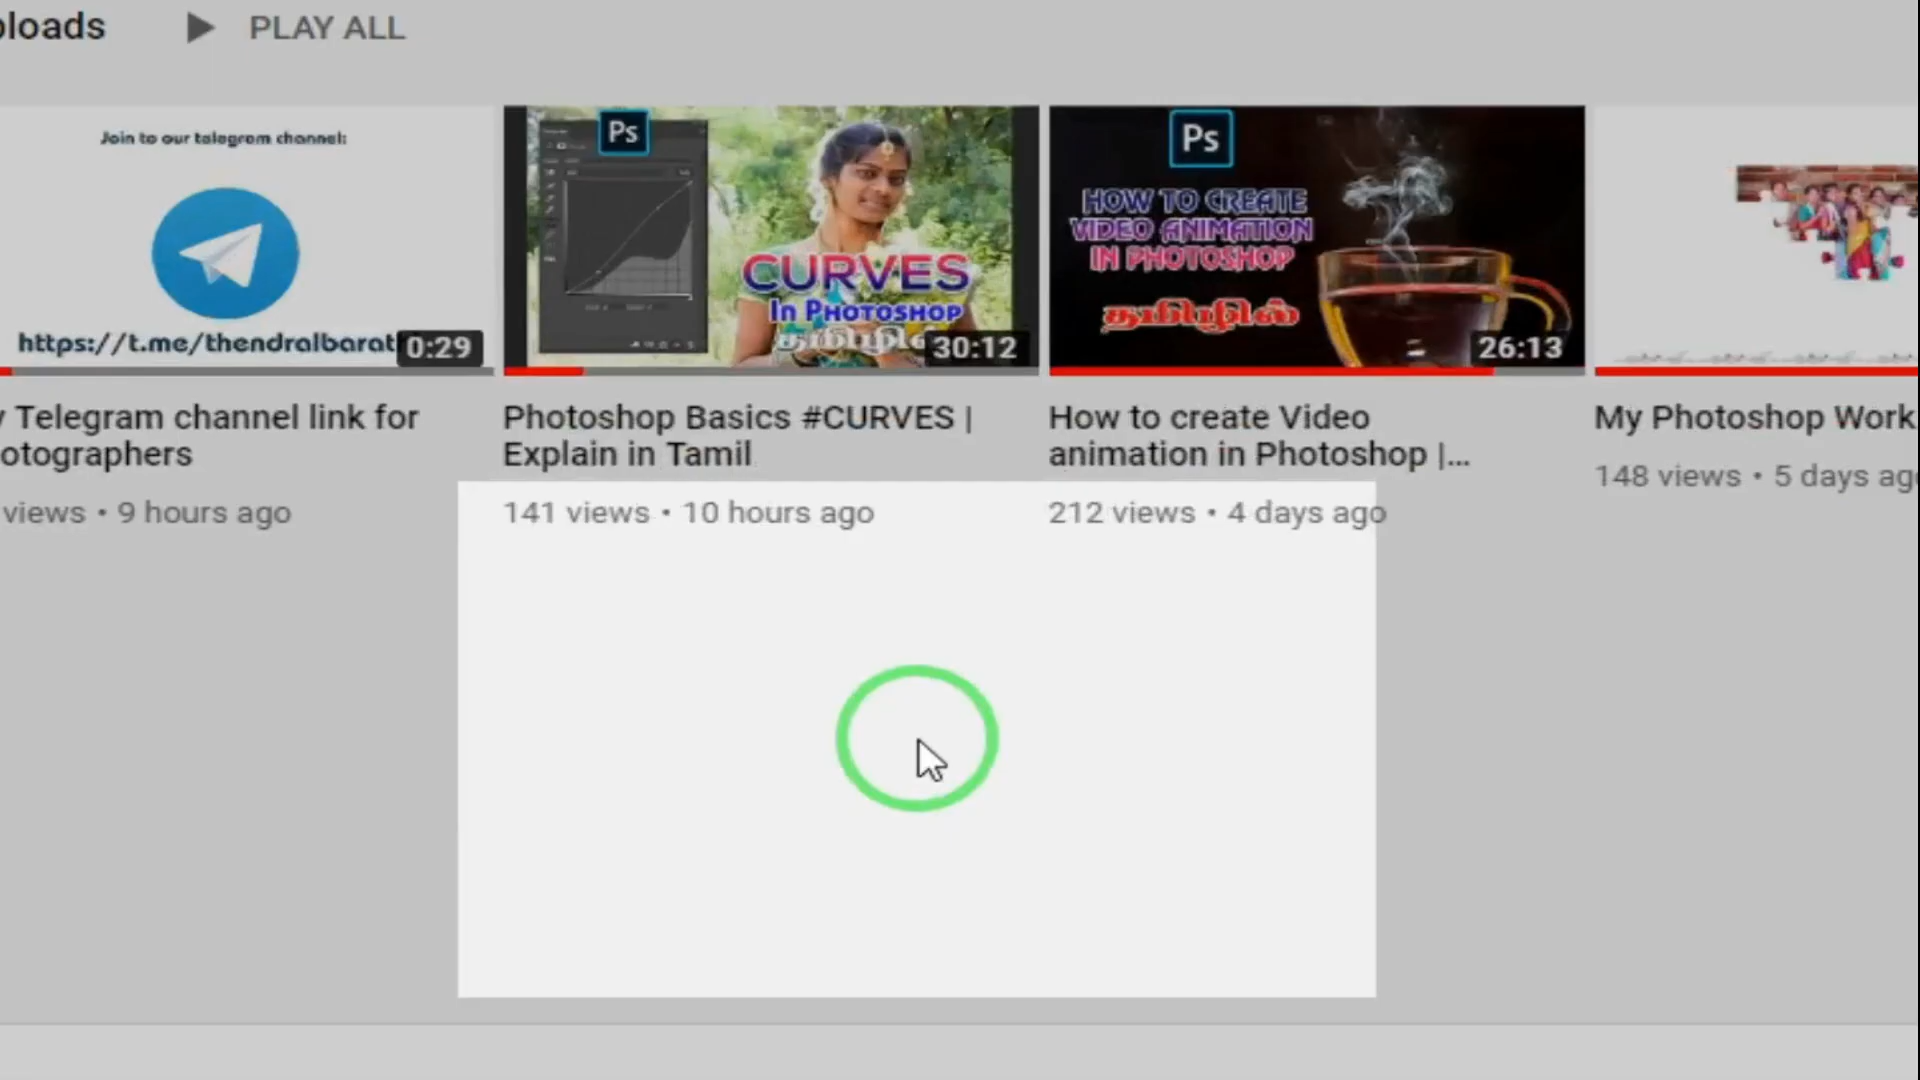 ploads
PLAY ALL
Join to our telegram channel:
https://t.me/thendralbarat
0:29
Ps
CURVES
In Photoshop
30:12
Ps
HOW TO CREATE
VIDEO ANIMATION
IN PHOTOSHOP
தமிழில்
26:13
Telegram channel link for
otographers
views • 9 hours ago
Photoshop Basics #CURVES |
Explain in Tamil
141 views • 10 hours ago
How to create Video
animation in Photoshop |...
212 views • 4 days ago
My Photoshop Work
148 views • 5 days ago